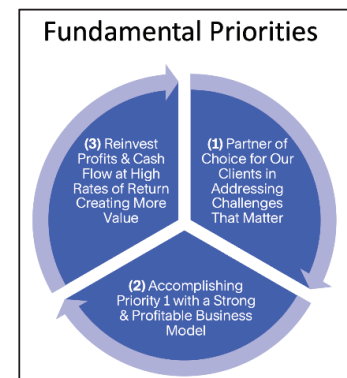 Fundamental Priorities
(1) Partner of
Choice for Our
Clients in
Addressing
Challenges
That Matter
(2) Accomplishing
Priority 1 with a Strong
& Profitable Business
Model
(3) Reinvest
Profits & Cash
Flow at High
Rates of Return
Creating More
Value